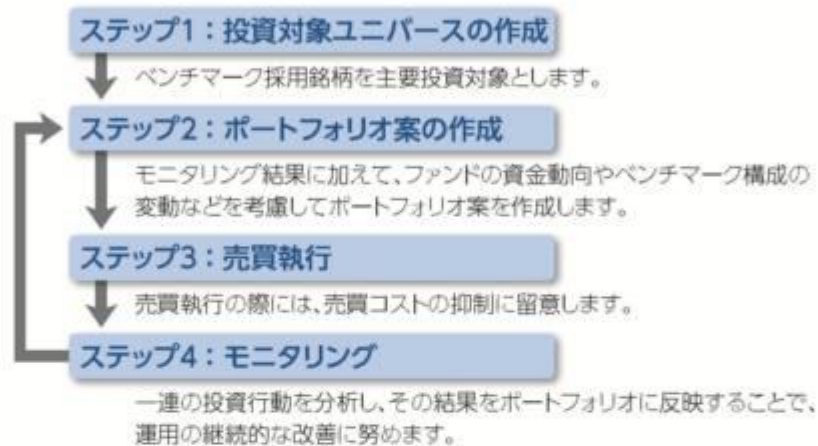 ステップ1：投資対象ユニバースの作成
ベンチマーク採用銘柄を主要投資対象とします。
ステップ2：ポートフォリオ案の作成
モニタリング結果に加えて、ファンドの資金動向やベンチマーク構成の
変動などを考慮してポートフォリオ案を作成します。
ステップ3：売買執行
売買執行の際には、売買コストの抑制に留意します。
ステップ4：モニタリング
一連の投資行動を分析し、その結果をポートフォリオに反映することで、
運用の継続的な改善に努めます。